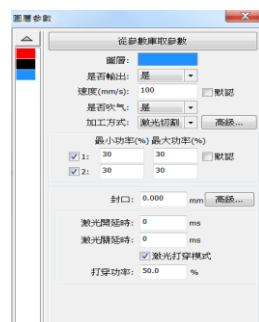 圖層參數
從參數庫取參數
圖層:
是否輸出: 是
速度(mm/s): 100 默認
是否吹气: 是
加工方式: 激光切割 高級...
最小功率(%) 最大功率(%)
1: 30 30 默認
2: 30 30
封口: 0.000 mm 高級...
激光開延時: 0 ms
激光關延時: 0 ms
激光打穿模式
打穿功率: 50.0 %